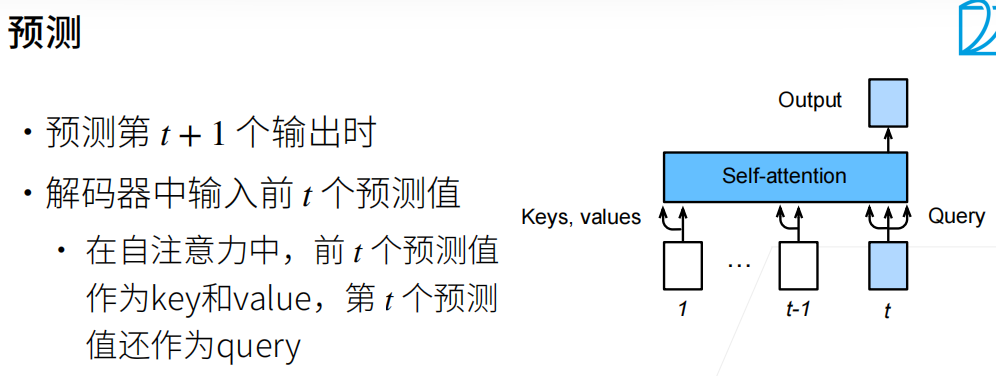 预测
• 预测第 t + 1 个输出时
• 解码器中输入前 t 个预测值
• 在自注意力中，前 t 个预测值
作为key和value，第 t 个预测
值还作为query
Output
Self-attention
Keys, values
Query
...
1
t-1
t